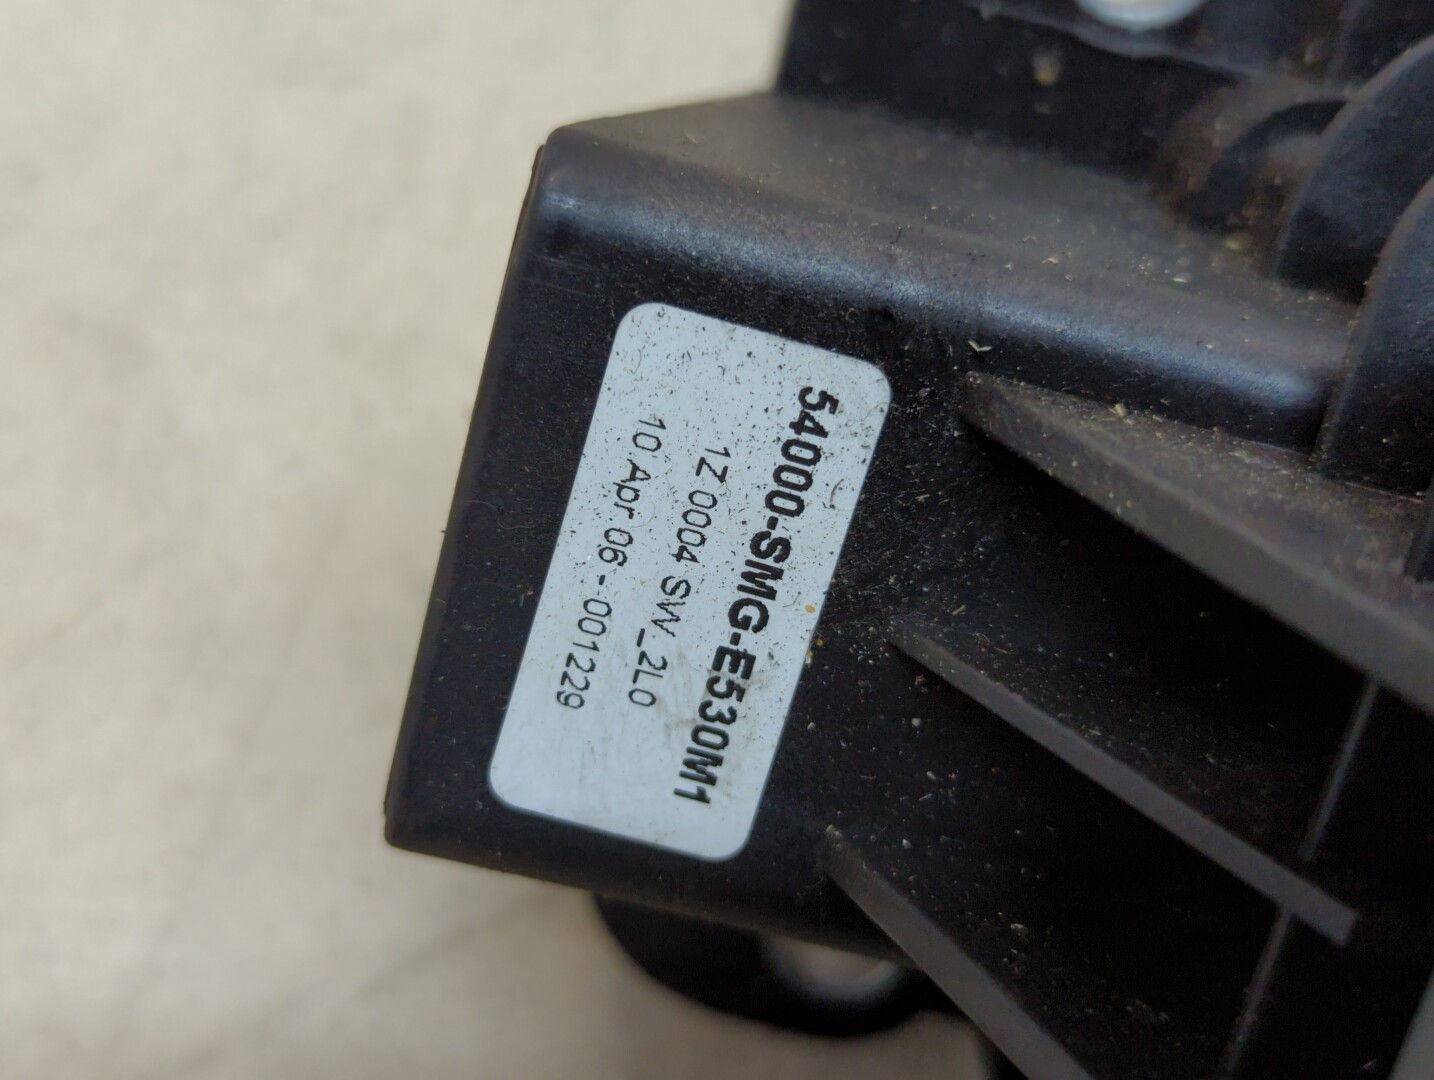 54000-SMG-E530M1
1Z 0004 SW_2L0
10 Apr 06 - 001229